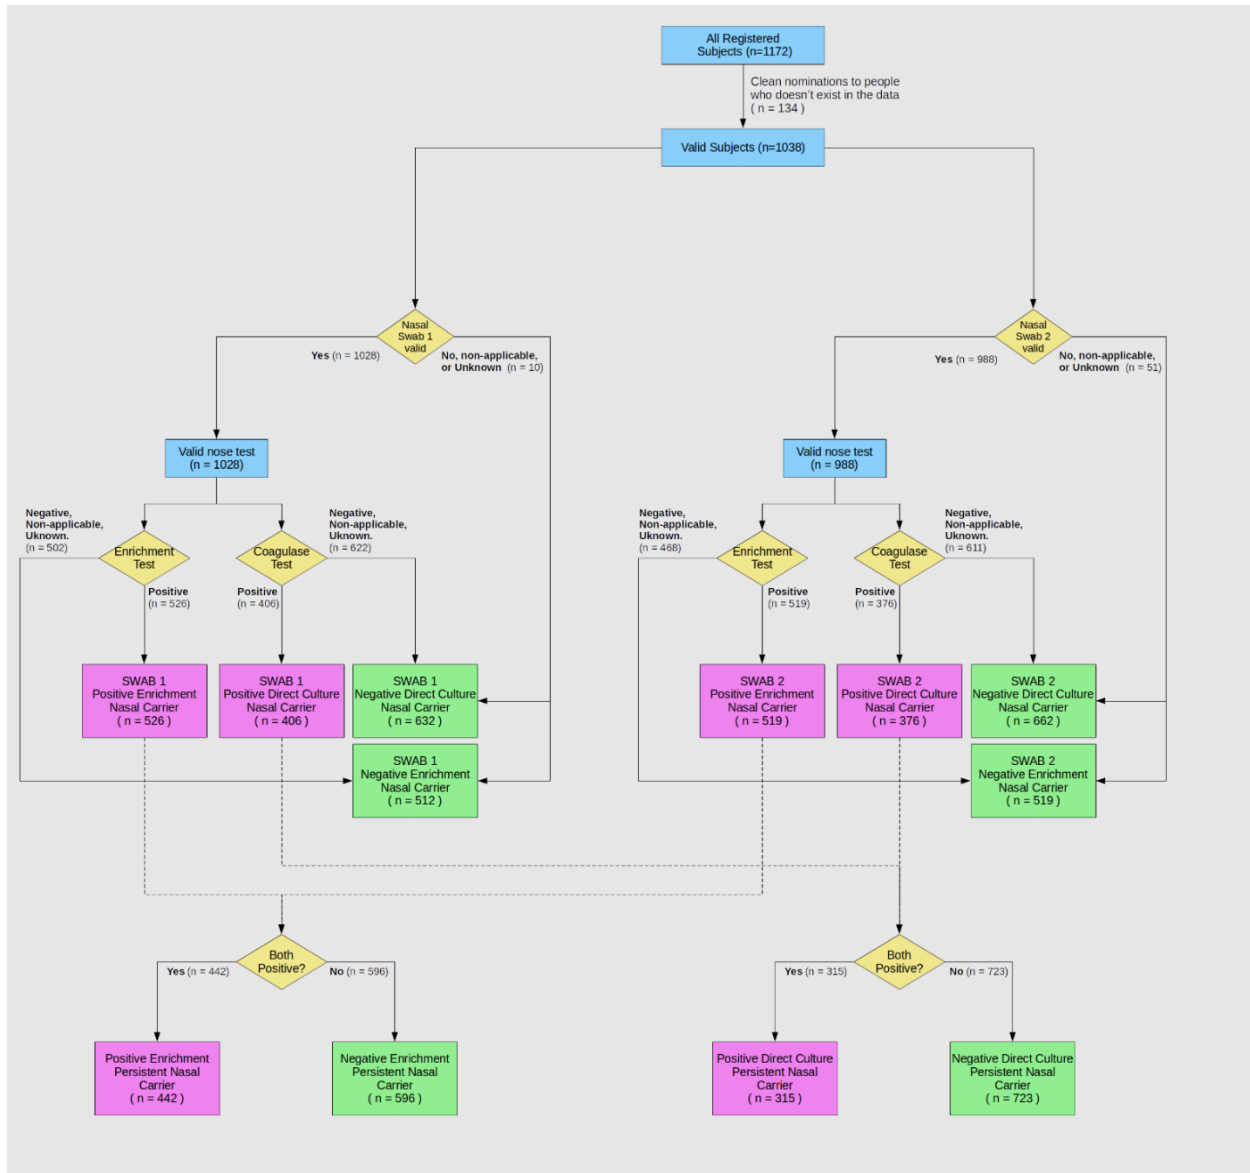 All Registered
Subjects (n=1172)
Clean nominations to people
who doesn't exist in the data
( n = 134 )
Valid Subjects (n=1038)
Nasal
Swab 1
valid
Yes (n = 1028)
No, non-applicable,
or Unknown (n = 10)
Nasal
Swab 2
valid
Yes (n = 988)
No, non-applicable,
or Unknown (n = 51)
Valid nose test
(n = 1028)
Valid nose test
(n = 988)
Negative,
Non-applicable,
Uknown.
(n = 502)
Enrichment
Test
Positive
(n = 526)
Negative,
Non-applicable,
Uknown.
(n = 622)
Coagulase
Test
Positive
(n = 406)
Negative,
Non-applicable,
Uknown.
(n = 468)
Enrichment
Test
Positive
(n = 519)
Negative,
Non-applicable,
Uknown.
(n = 611)
Coagulase
Test
Positive
(n = 376)
SWAB 1
Positive Enrichment
Nasal Carrier
( n = 526 )
SWAB 1
Positive Direct Culture
Nasal Carrier
( n = 406 )
SWAB 1
Negative Direct Culture
Nasal Carrier
( n = 632 )
SWAB 1
Negative Enrichment
Nasal Carrier
( n = 512 )
SWAB 2
Positive Enrichment
Nasal Carrier
( n = 519 )
SWAB 2
Positive Direct Culture
Nasal Carrier
( n = 376 )
SWAB 2
Negative Direct Culture
Nasal Carrier
( n = 662 )
SWAB 2
Negative Enrichment
Nasal Carrier
( n = 519 )
Both
Positive?
Yes (n = 442)
No (n = 596)
Both
Positive?
Yes (n = 315)
No (n = 723)
Positive Enrichment
Persistent Nasal
Carrier
( n = 442 )
Negative Enrichment
Persistent Nasal
Carrier
( n = 596 )
Positive Direct Culture
Persistent Nasal
Carrier
( n = 315 )
Negative Direct Culture
Persistent Nasal
Carrier
( n = 723 )